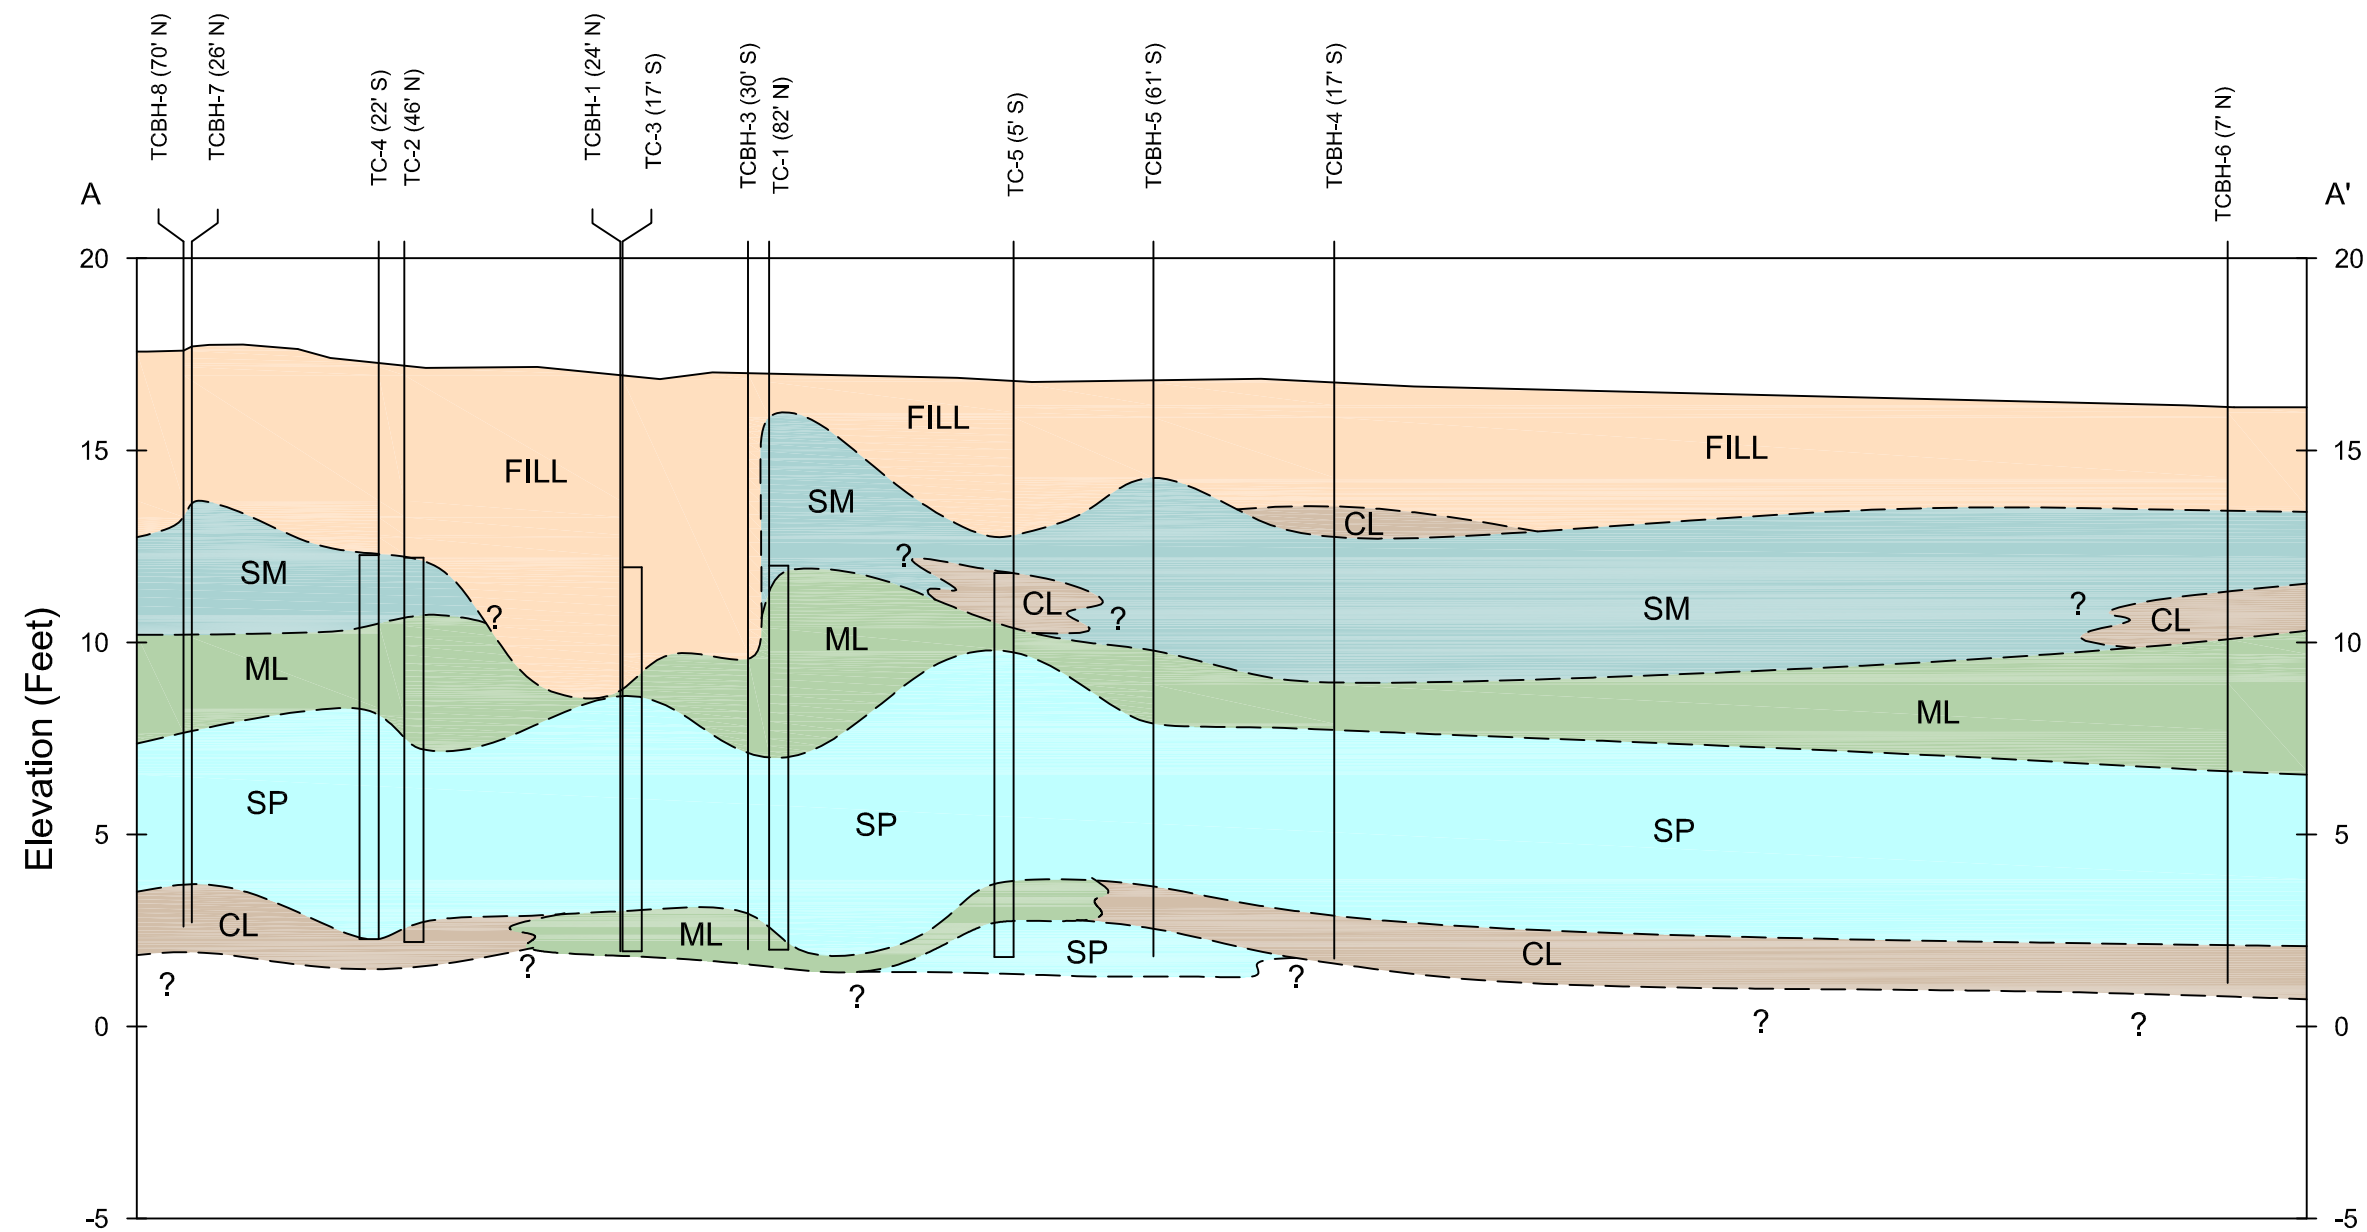 TCBH-8 (70' N)
TCBH-7 (26' N)
TC-4 (22' S)
TC-2 (46' N)
TCBH-1 (24' N)
TC-3 (17' S)
TCBH-3 (30' S)
TC-1 (82' N)
TC-5 (5' S)
TCBH-5 (61' S)
TCBH-4 (17' S)
TCBH-6 (7' N)
A
A'
20
20
15
15
10
10
5
5
0
0
-5
-5
Elevation (Feet)
FILL
FILL
FILL
SM
SM
CL
?
SM
?
CL
?
SM
?
CL
ML
ML
ML
SP
SP
SP
CL
ML
SP
CL
?
?
?
?
?
?